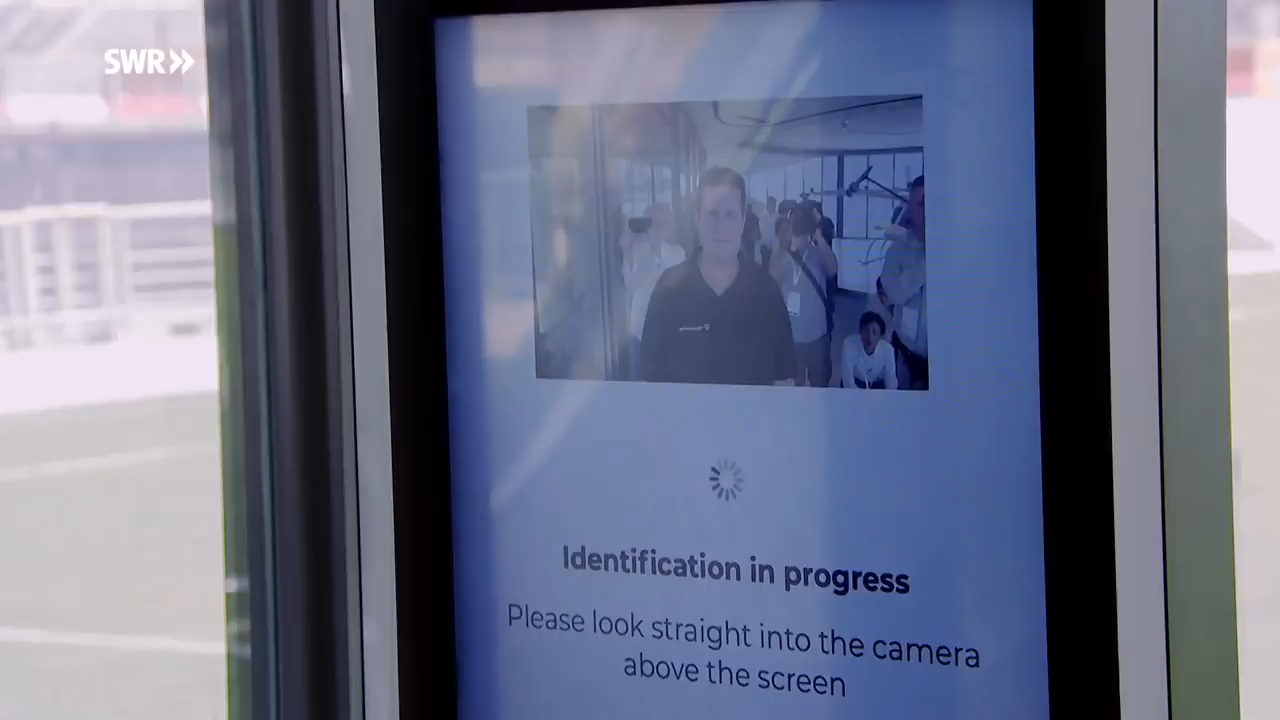 SWR»
Identification in progress
Please look straight into the camera
above the screen